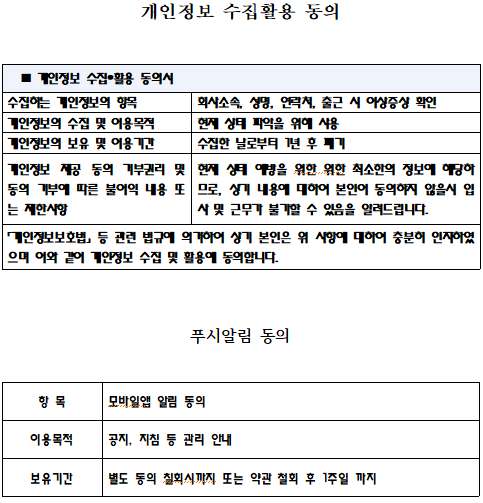 개인정보 수집활용 동의
■ 개인정보 수집•활용 동의서
수집하는 개인정보의 항목 회사소속, 성명, 연락처, 출근 시 이상증상 확인
개인정보의 수집 및 이용목적 현재 상태 파악을 위해 사용
개인정보의 보유 및 이용기간 수집한 날로부터 1년 후 폐기
개인정보 제공 동의 거부권리 및 현재 상태 예방을 위한 위한 최소한의 정보에 해당하
동의 거부에 따른 불이익 내용 또 므로, 상기 내용에 대하여 본인이 동의하지 않을시 입
는 제한사항 사 및 근무가 불가할 수 있음을 알려드립니다.
「개인정보보호법」 등 관련 법규에 의거하여 상기 본인은 위 사항에 대하여 충분히 인지하였
으며 이와 같이 개인정보 수집 및 활용에 동의합니다.
푸시알림 동의
항 목 모바일앱 알림 동의
이용목적 공지, 지침 등 관리 안내
보유기간 별도 동의 철회시까지 또는 약관 철회 후 1주일 까지